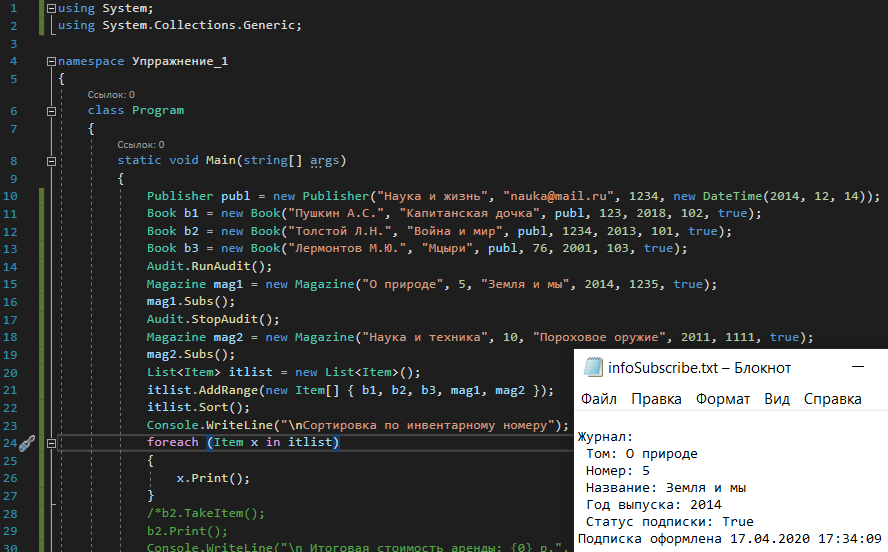 1 using System;
2 using System.Collections.Generic;
3
4 namespace Упрражнение_1
5 {
Ссылок: 0
6 class Program
7 {
Ссылок: 0
8 static void Main(string[] args)
9 {
10 Publisher publ = new Publisher("Наука и жизнь", "nauka@mail.ru", 1234, new DateTime(2014, 12, 14));
11 Book b1 = new Book("Пушкин А.С.", "Капитанская дочка", publ, 123, 2018, 102, true);
12 Book b2 = new Book("Толстой Л.Н.", "Война и мир", publ, 1234, 2013, 101, true);
13 Book b3 = new Book("Лермонтов М.Ю.", "Мцыри", publ, 76, 2001, 103, true);
14 Audit.RunAudit();
15 Magazine mag1 = new Magazine("О природе", 5, "Земля и мы", 2014, 1235, true);
16 mag1.Subs();
17 Audit.StopAudit();
18 Magazine mag2 = new Magazine("Наука и техника", 10, "Пороховое оружие", 2011, 1111, true);
19 mag2.Subs();
20 List<Item> itlist = new List<Item>();
21 itlist.AddRange(new Item[] { b1, b2, b3, mag1, mag2 });
22 itlist.Sort();
23 Console.WriteLine("\nСортировка по инвентарному номеру");
24 foreach (Item x in itlist)
25 {
26 x.Print();
27 }
28 /*b2.TakeItem();
29 b2.Print();
30 Console.WriteLine("\n Итоговая стоимость аренды: {0} р.",
infoSubscribe.txt – Блокнот
Файл Правка Формат Вид Справка
Журнал:
Том: О природе
Номер: 5
Название: Земля и мы
Год выпуска: 2014
Статус подписки: True
Подписка оформлена 17.04.2020 17:34:09